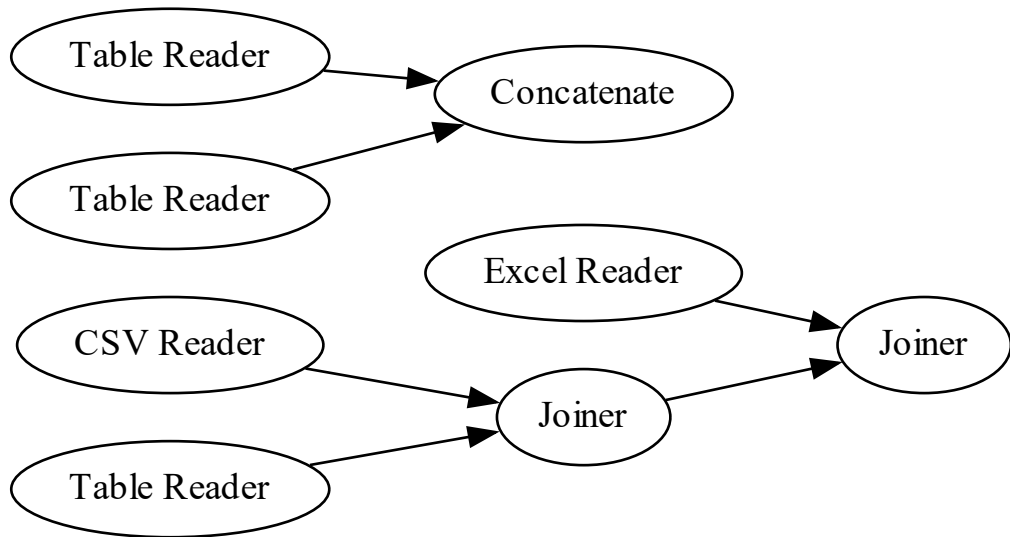 Table Reader
Concatenate
Table Reader
Excel Reader
CSV Reader
Joiner
Joiner
Table Reader